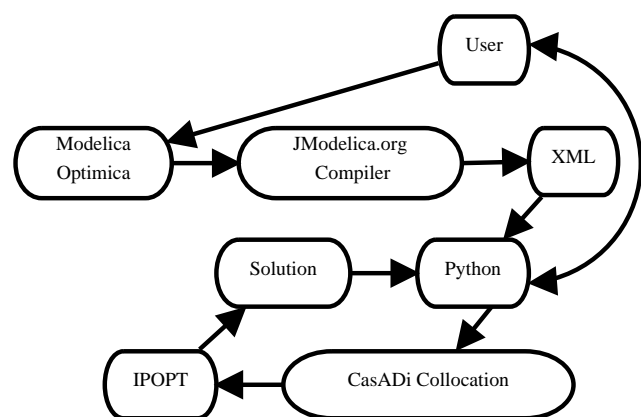 User
Modelica
Optimica
JModelica.org
Compiler
XML
Solution
Python
IPOPT
CasADi Collocation